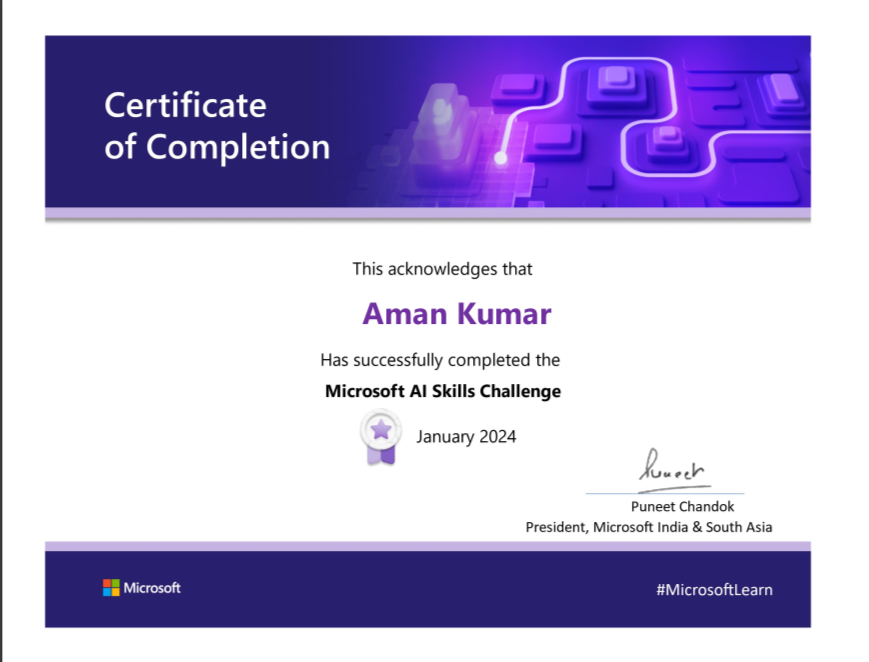 Certificate
of Completion
This acknowledges that
Aman Kumar
Has successfully completed the
Microsoft AI Skills Challenge
January 2024
Puneet
Puneet Chandok
President, Microsoft India & South Asia
Microsoft
#MicrosoftLearn